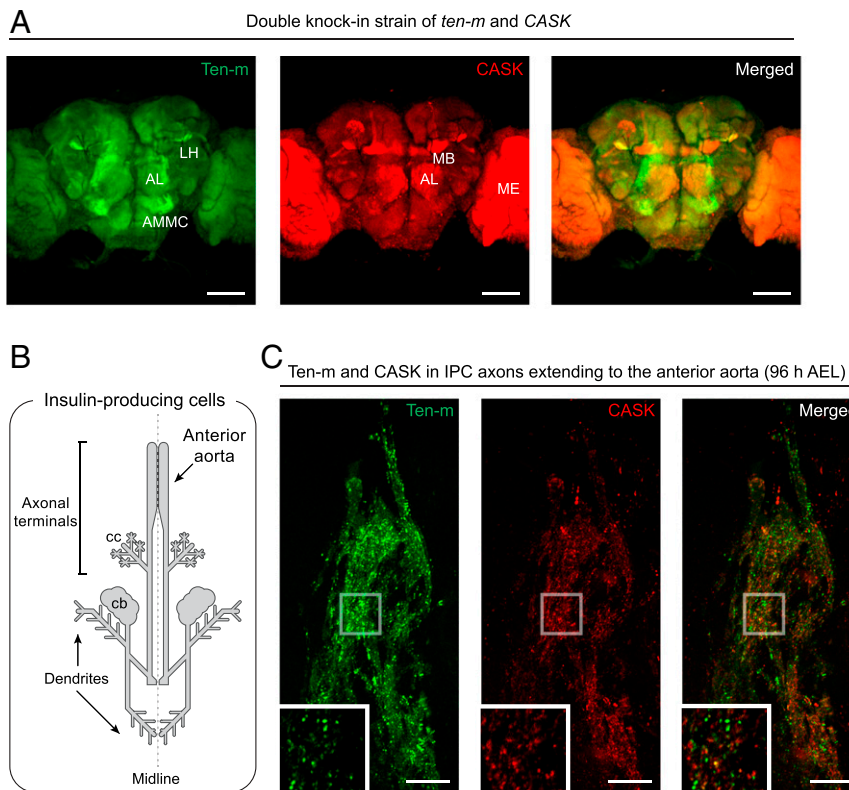 A
Double knock-in strain of ten-m and CASK
Ten-m
LH
AL
AMMC
CASK
MB
AL
ME
Merged
B
Insulin-producing cells
Anterior
aorta
Axonal
terminals
cc
cb
Dendrites
Midline
C
Ten-m and CASK in IPC axons extending to the anterior aorta (96 h AEL)
Ten-m
CASK
Merged